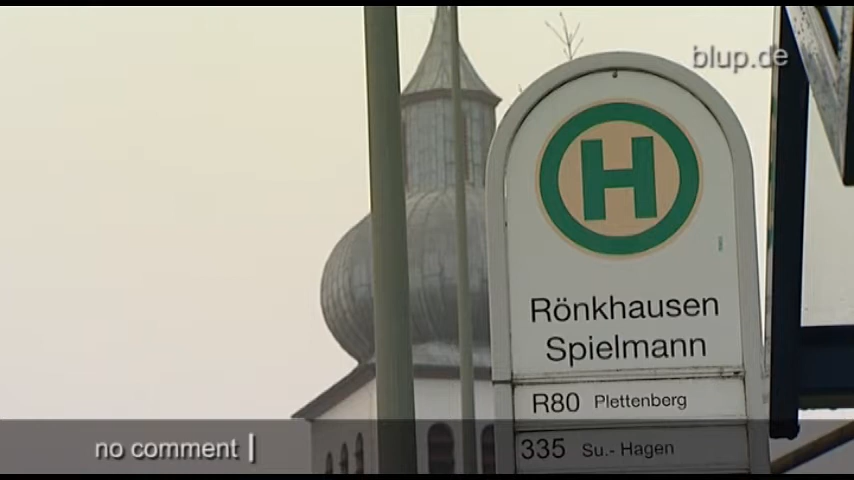 blup.de
H
Rönkhausen
Spielmann
R80 Plettenberg
335 Su.- Hagen
no comment